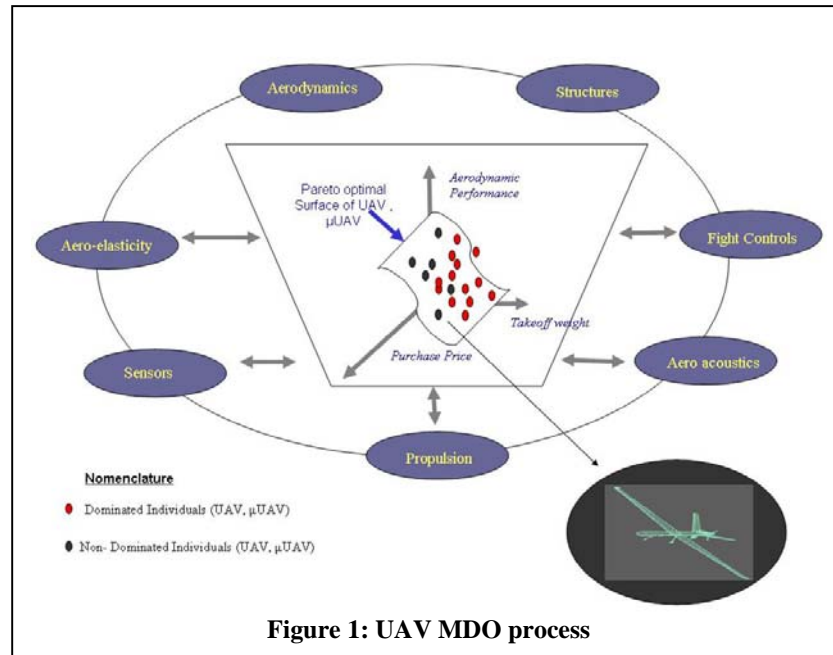 Aerodynamics
Structures
Aerodynamic
Performance
Pareto optimal
Surface of UAV ,
µUAV
Aero-elasticity
Fight Controls
Takeoff weight
Purchase Price
Sensors
Aero acoustics
Propulsion
Nomenclature
Dominated Individuals (UAV, µUAV)
Non- Dominated Individuals (UAV, µUAV)
Figure 1: UAV MDO process